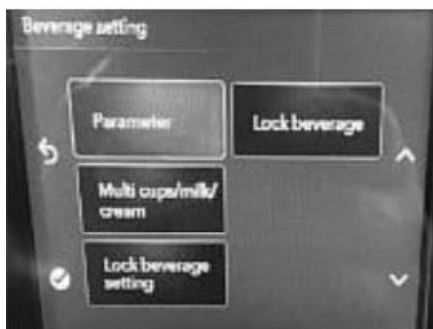 Beverage setting
Parameter
Lock beverage
Multi cups/milk/
cream
Lock beverage
setting